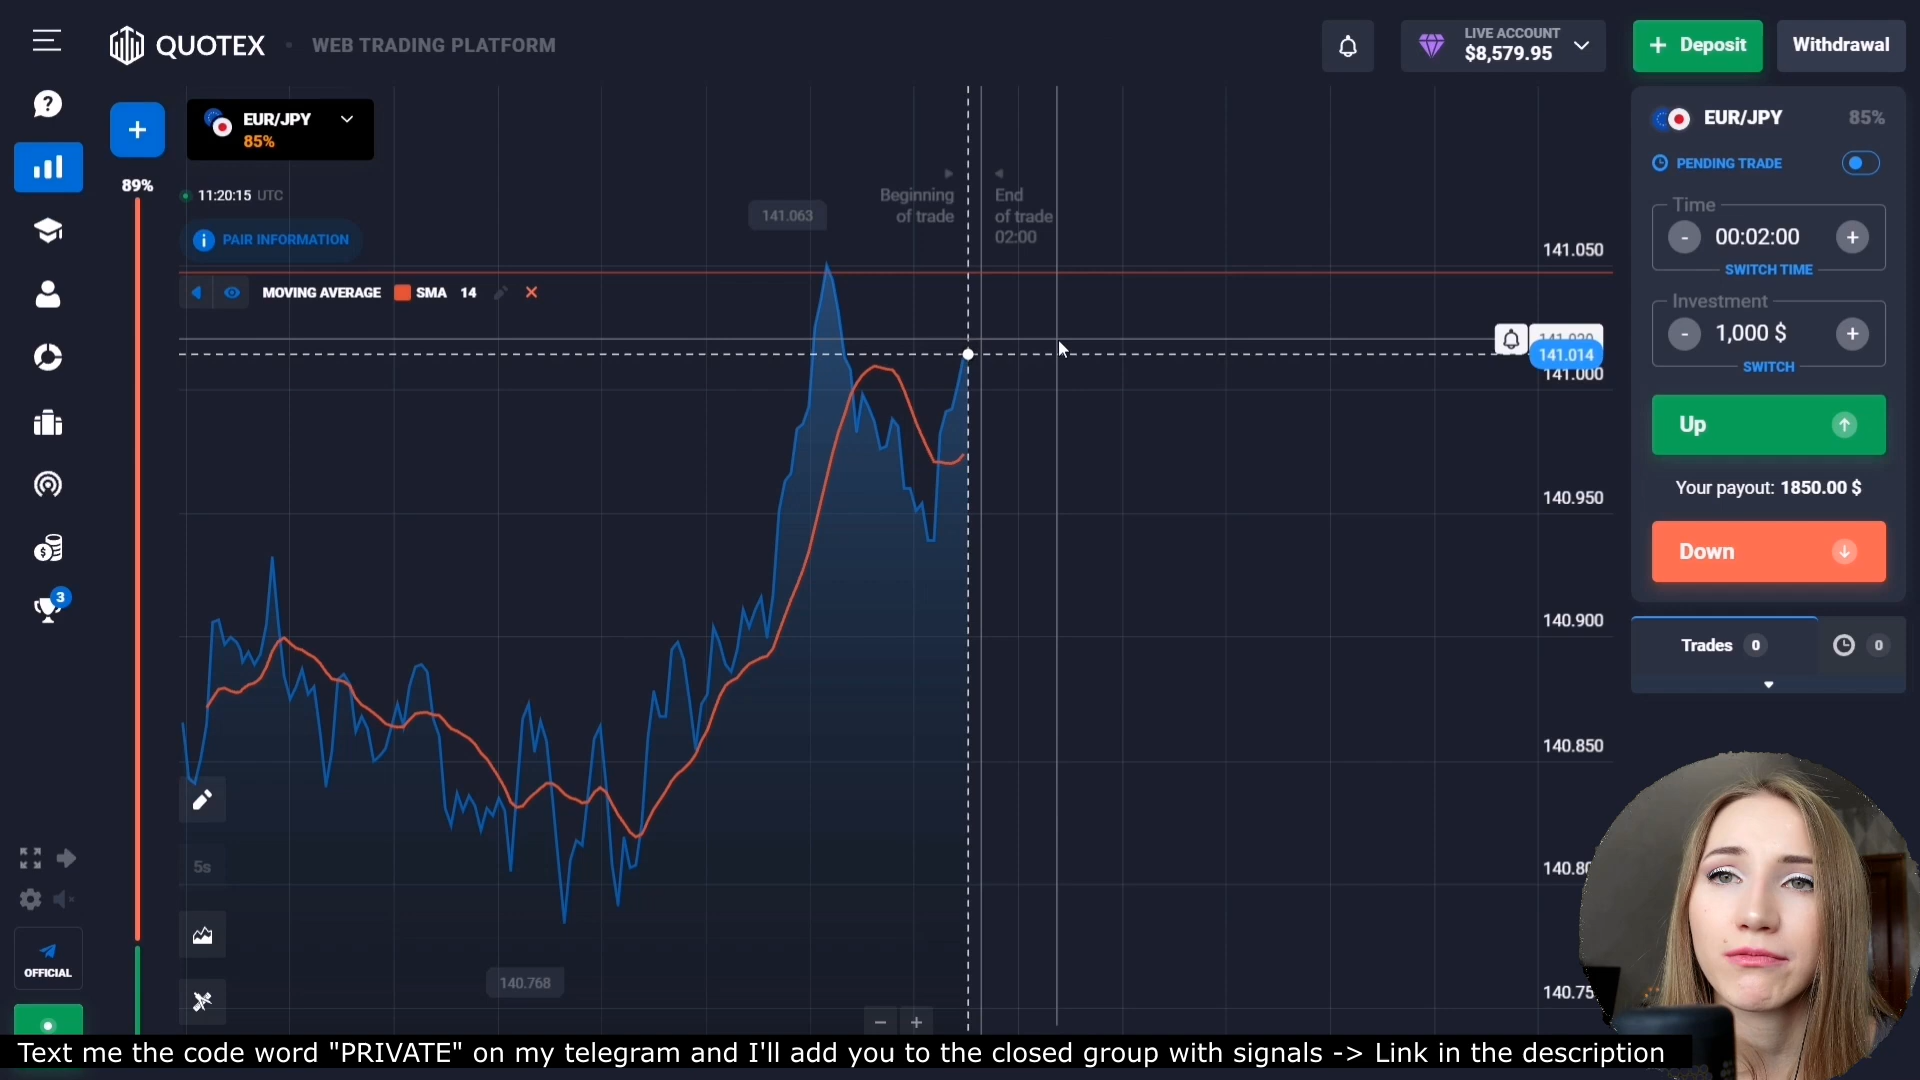 QUOTEX
WEB TRADING PLATFORM
LIVE ACCOUNT
$8,579.95
+ Deposit
Withdrawal
EUR/JPY
85%
89%
11:20:15 UTC
PAIR INFORMATION
MOVING AVERAGE SMA 14
141.063
Beginning
of trade
End
of trade
02:00
141.050
141.014
141.000
140.950
140.900
140.850
140.768
5s
EUR/JPY 85%
PENDING TRADE
Time
- 00:02:00 +
SWITCH TIME
Investment
- 1,000 $ +
SWITCH
Up
Your payout: 1850.00 $
Down
Trades 0
0
3
OFFICIAL
Text me the code word "PRIVATE" on my telegram and I'll add you to the closed group with signals -> Link in the description